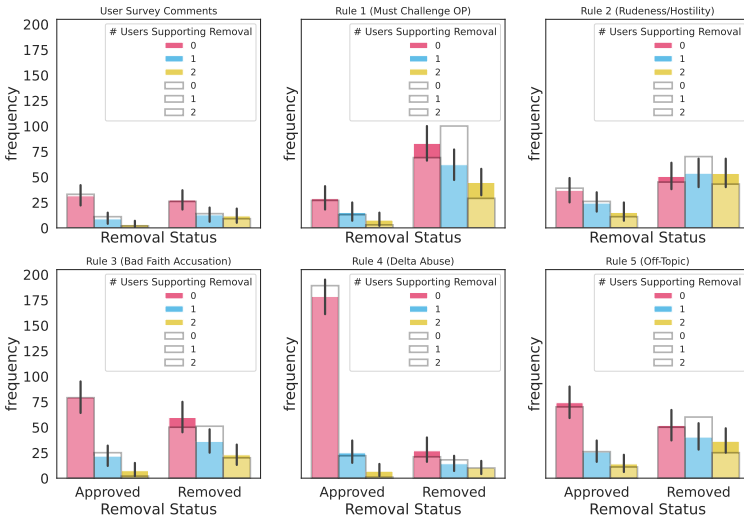 User Survey Comments
# Users Supporting Removal
0
1
2
0
1
2
200
175
150
125
100
75
50
25
0
frequency
Removal Status
Rule 1 (Must Challenge OP)
# Users Supporting Removal
0
1
2
0
1
2
frequency
Removal Status
Rule 2 (Rudeness/Hostility)
# Users Supporting Removal
0
1
2
0
1
2
frequency
Removal Status
Rule 3 (Bad Faith Accusation)
# Users Supporting Removal
0
1
2
0
1
2
200
175
150
125
100
75
50
25
0
frequency
Approved Removed
Removal Status
Rule 4 (Delta Abuse)
# Users Supporting Removal
0
1
2
0
1
2
frequency
Approved Removed
Removal Status
Rule 5 (Off-Topic)
# Users Supporting Removal
0
1
2
0
1
2
frequency
Approved Removed
Removal Status